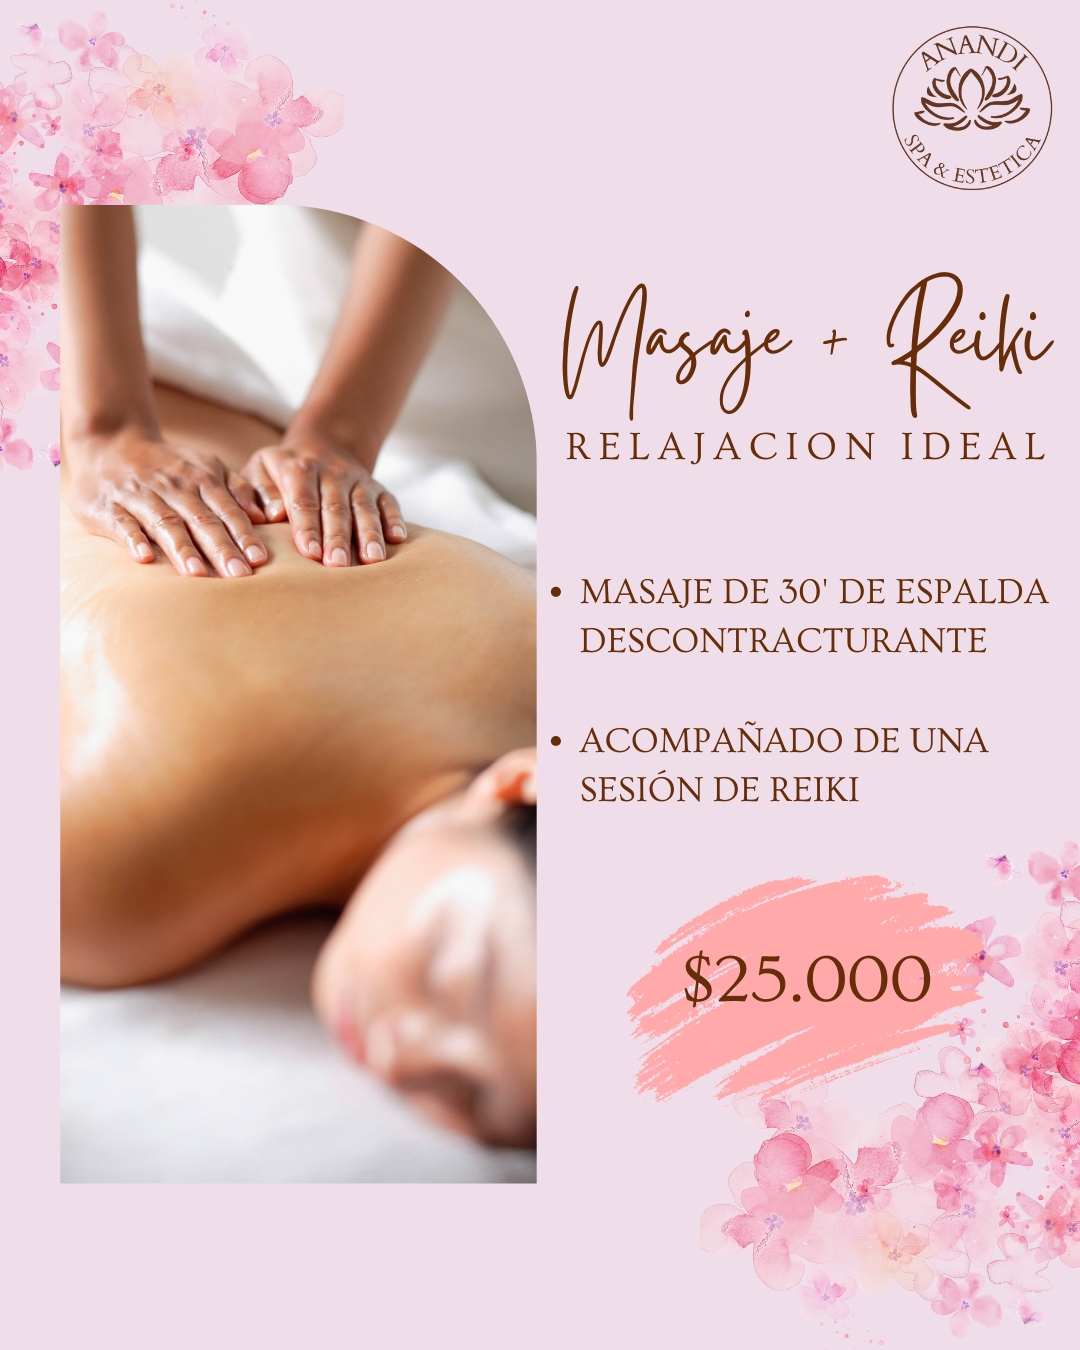 ANANDI
SPA & ESTETICA
Masaje + Reiki
RELAJACION IDEAL
• MASAJE DE 30' DE ESPALDA
DESCONTRACTURANTE
• ACOMPAÑADO DE UNA
SESIÓN DE REIKI
$25.000